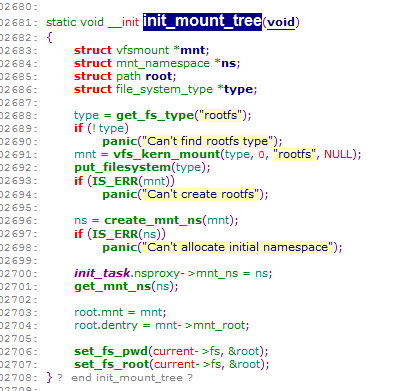 02680:
02681: static void __init init_mount_tree(void)
02682: {
02683:     struct vfsmount *mnt;
02684:     struct mnt_namespace *ns;
02685:     struct path root;
02686:     struct file_system_type *type;
02687:
02688:     type = get_fs_type("rootfs");
02689:     if (!type)
02690:         panic("Can't find rootfs type");
02691:     mnt = vfs_kern_mount(type, 0, "rootfs", NULL);
02692:     put_filesystem(type);
02693:     if (IS_ERR(mnt))
02694:         panic("Can't create rootfs");
02695:
02696:     ns = create_mnt_ns(mnt);
02697:     if (IS_ERR(ns))
02698:         panic("Can't allocate initial namespace");
02699:
02700:     init_task.nsproxy->mnt_ns = ns;
02701:     get_mnt_ns(ns);
02702:
02703:     root.mnt = mnt;
02704:     root.dentry = mnt->mnt_root;
02705:
02706:     set_fs_pwd(current->fs, &root);
02707:     set_fs_root(current->fs, &root);
02708: } ? end init_mount_tree ?
02709: